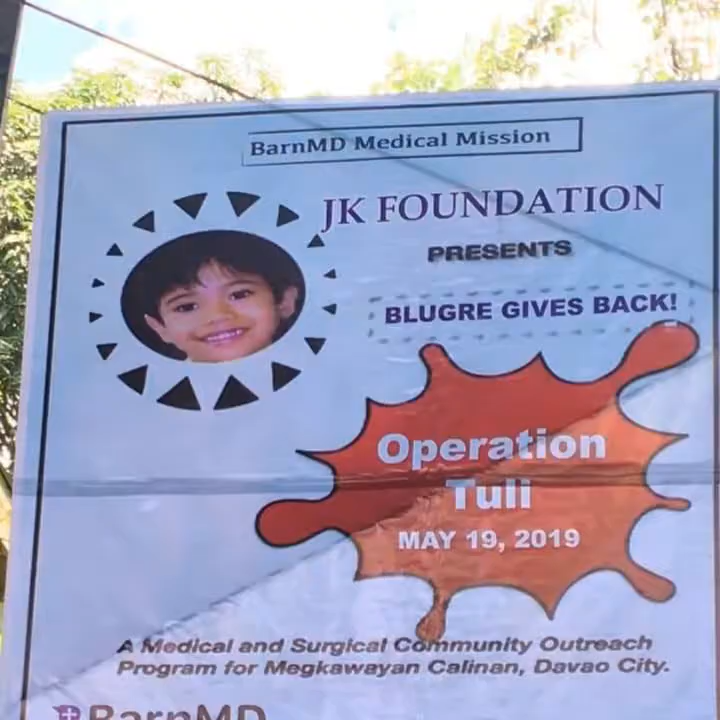 BarnMD Medical Mission
JK FOUNDATION
PRESENTS
BLUGRE GIVES BACK!
Operation
Tuli
MAY 19, 2019
A Medical and Surgical Community Outreach
Program for Megkawayan Calinan, Davao City.
BarnMD